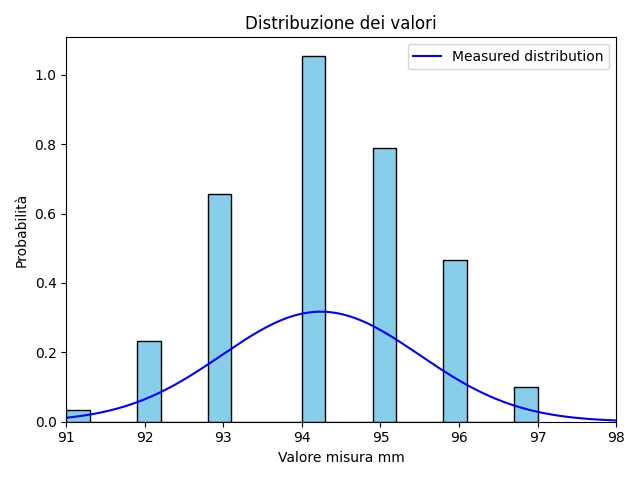 Distribuzione dei valori
Measured distribution
Probabilità
1.0
0.8
0.6
0.4
0.2
0.0
91 92 93 94 95 96 97 98
Valore misura mm